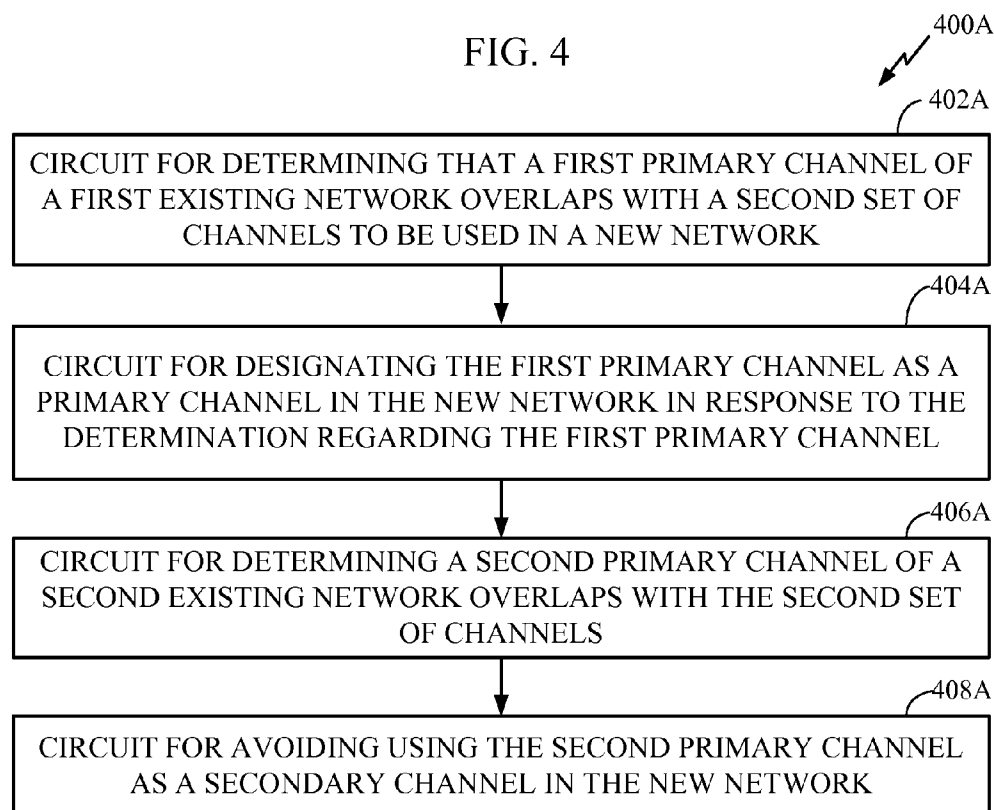 FIG. 4
400A
402A
CIRCUIT FOR DETERMINING THAT A FIRST PRIMARY CHANNEL OF
A FIRST EXISTING NETWORK OVERLAPS WITH A SECOND SET OF
CHANNELS TO BE USED IN A NEW NETWORK
404A
CIRCUIT FOR DESIGNATING THE FIRST PRIMARY CHANNEL AS A
PRIMARY CHANNEL IN THE NEW NETWORK IN RESPONSE TO THE
DETERMINATION REGARDING THE FIRST PRIMARY CHANNEL
406A
CIRCUIT FOR DETERMINING A SECOND PRIMARY CHANNEL OF A
SECOND EXISTING NETWORK OVERLAPS WITH THE SECOND SET
OF CHANNELS
408A
CIRCUIT FOR AVOIDING USING THE SECOND PRIMARY CHANNEL
AS A SECONDARY CHANNEL IN THE NEW NETWORK